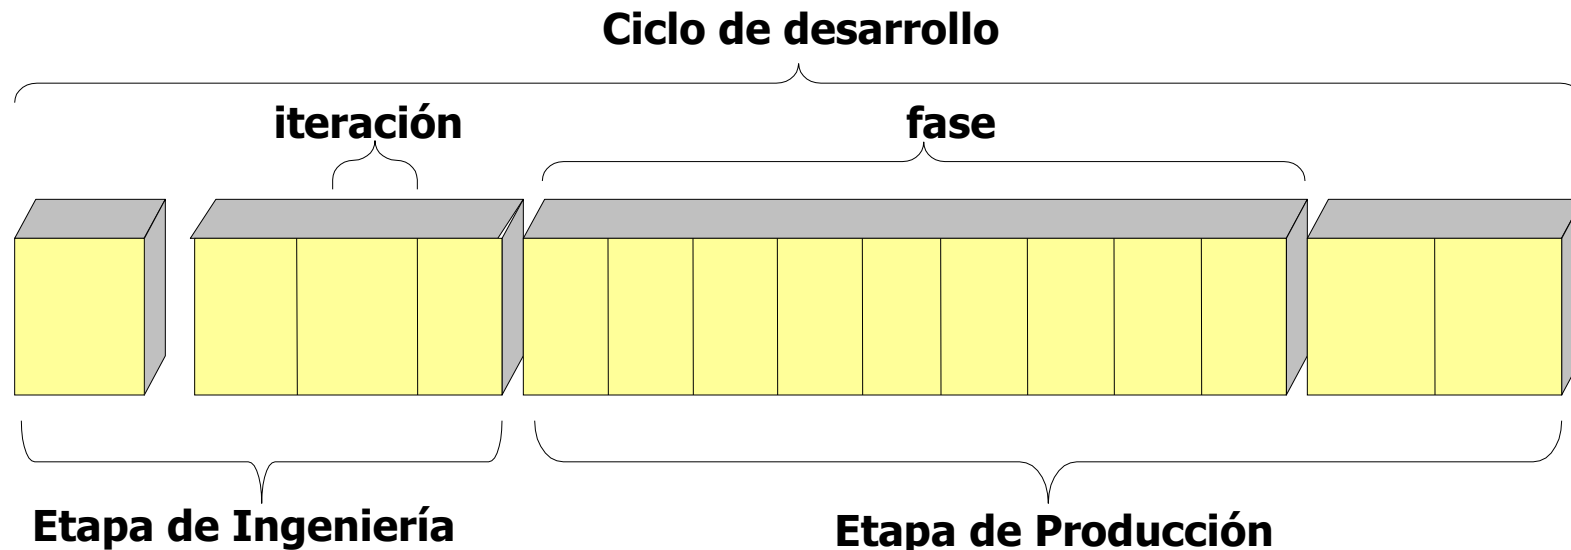 Ciclo de desarrollo
iteración
fase
Etapa de Ingeniería
Etapa de Producción